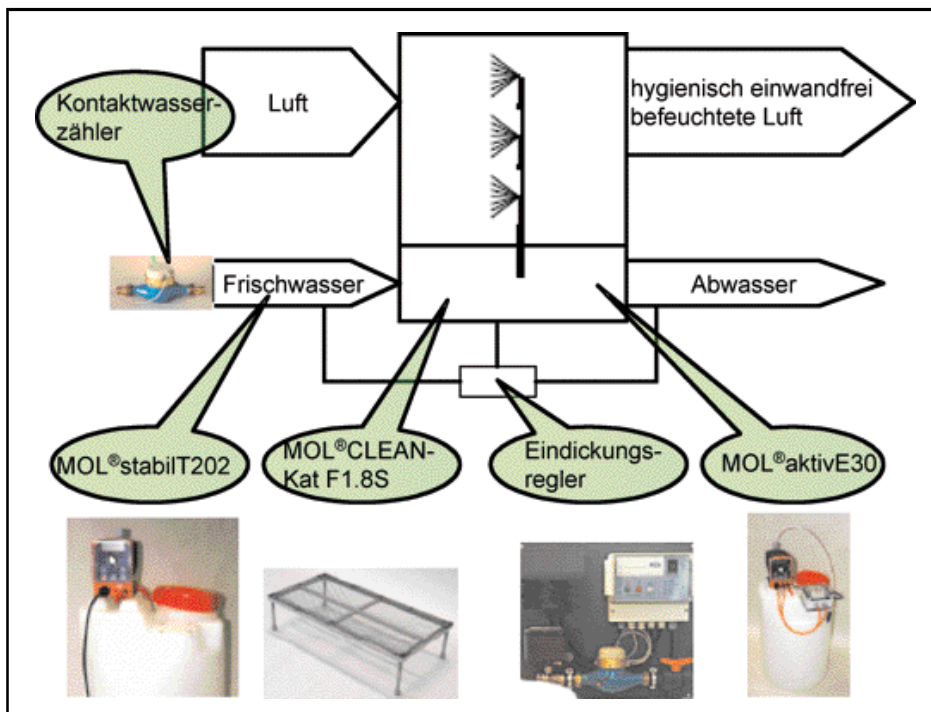 Kontaktwasser-
zähler
Luft
hygienisch einwandfrei
befeuchtete Luft
Frischwasser
Abwasser
MOL®stabilT202
MOL®CLEAN-
Kat F1.8S
Eindickungs-
regler
MOL®aktivE30